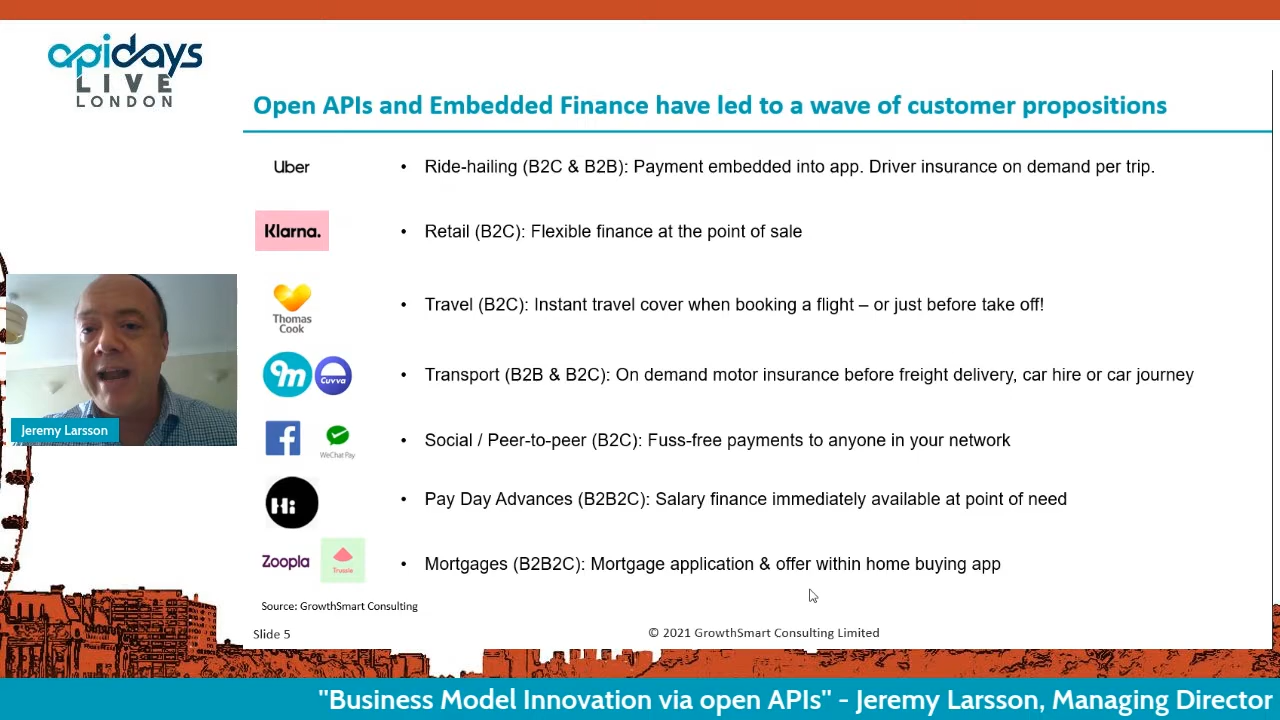 apidays
LIVE
LONDON
Open APIs and Embedded Finance have led to a wave of customer propositions
Uber
• Ride-hailing (B2C & B2B): Payment embedded into app. Driver insurance on demand per trip.
Klarna.
• Retail (B2C): Flexible finance at the point of sale
Thomas
Cook
• Travel (B2C): Instant travel cover when booking a flight – or just before take off!
9m
Cuvva
• Transport (B2B & B2C): On demand motor insurance before freight delivery, car hire or car journey
f
WeChat Pay
• Social / Peer-to-peer (B2C): Fuss-free payments to anyone in your network
Hi
• Pay Day Advances (B2B2C): Salary finance immediately available at point of need
Zoopla
Trussle
• Mortgages (B2B2C): Mortgage application & offer within home buying app
Jeremy Larsson
Source: GrowthSmart Consulting
Slide 5
© 2021 GrowthSmart Consulting Limited
"Business Model Innovation via open APIs" - Jeremy Larsson, Managing Director